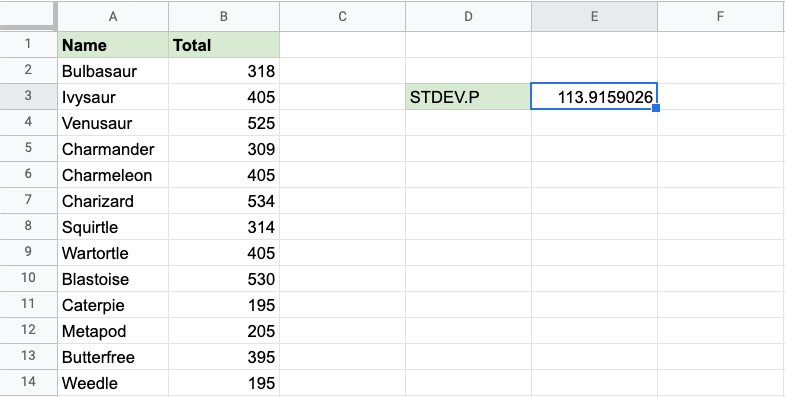 A B C D E F
1 Name Total
2 Bulbasaur 318
3 Ivysaur 405 STDEV.P 113.9159026
4 Venusaur 525
5 Charmander 309
6 Charmeleon 405
7 Charizard 534
8 Squirtle 314
9 Wartortle 405
10 Blastoise 530
11 Caterpie 195
12 Metapod 205
13 Butterfree 395
14 Weedle 195